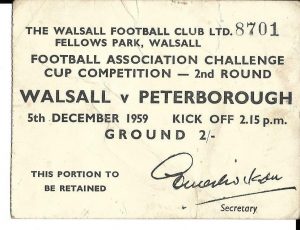 THE WALSALL FOOTBALL CLUB LTD. 8701
FELLOWS PARK, WALSALL
FOOTBALL ASSOCIATION CHALLENGE
CUP COMPETITION — 2nd ROUND
WALSALL v PETERBOROUGH
5th DECEMBER 1959 KICK OFF 2.15 p.m.
GROUND 2/-
THIS PORTION TO
BE RETAINED
Secretary